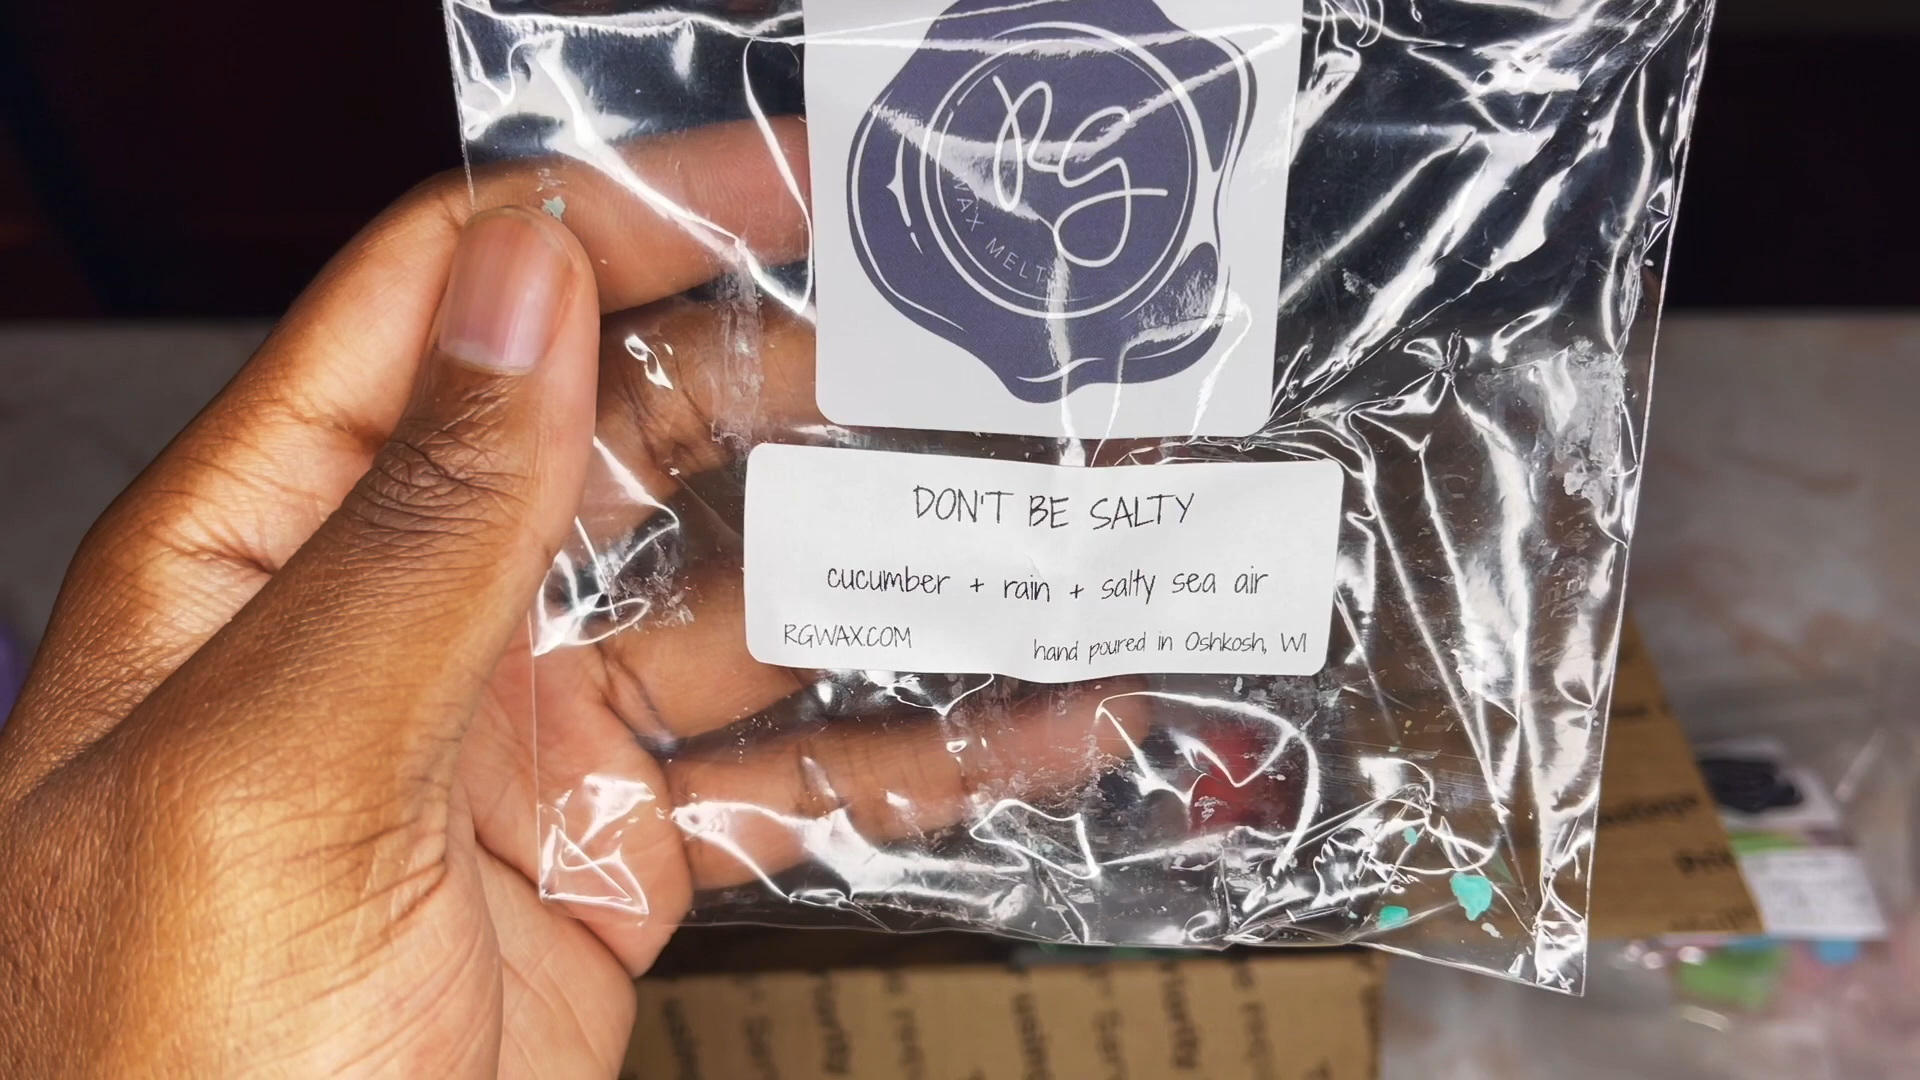 RG
WAX MELTS
DON'T BE SALTY
cucumber + rain + salty sea air
RGWAX.COM
hand poured in Oshkosh, WI